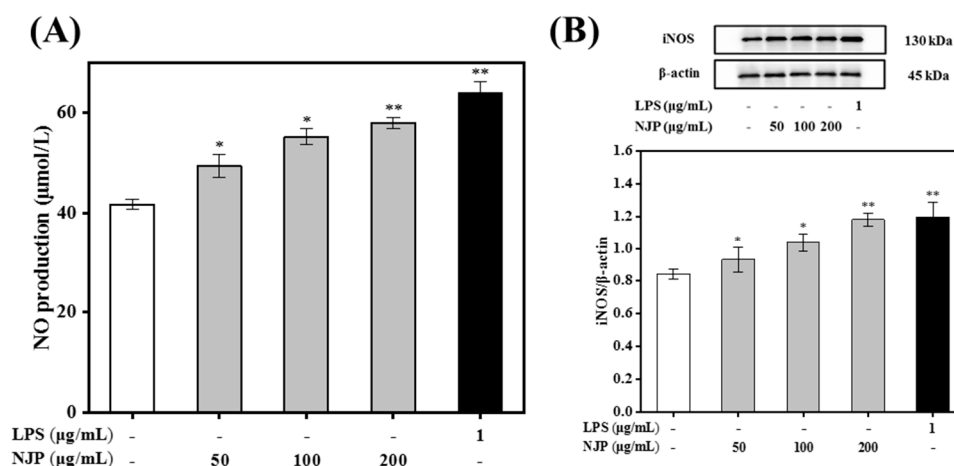 (A)
NO production (μmol/L)
60
40
20
0
*
*
**
**
LPS (μg/mL) - - - - 1
NJP (μg/mL) - 50 100 200 -
(B)
iNOS 130 kDa
β-actin 45 kDa
LPS (μg/mL) - - - - 1
NJP (μg/mL) - 50 100 200 -
iNOS/β-actin
1.6
1.4
1.2
1.0
0.8
0.6
0.4
0.2
0.0
*
*
**
**
LPS (μg/mL) - - - - 1
NJP (μg/mL) - 50 100 200 -